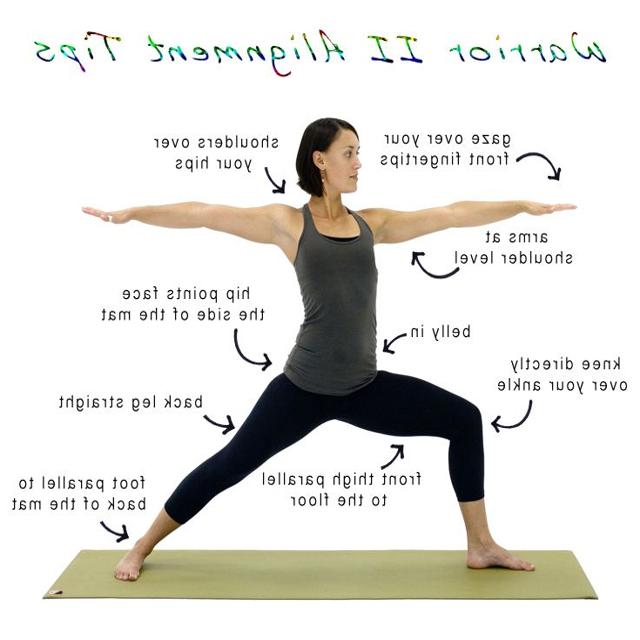 Warrior II Alignment Tips
shoulders over
your hips
gaze over your
front fingertips
arms at
shoulder level
hip points face
the side of the mat
belly in
knee directly
over your ankle
back leg straight
front thigh parallel
to the floor
foot parallel to
back of the mat